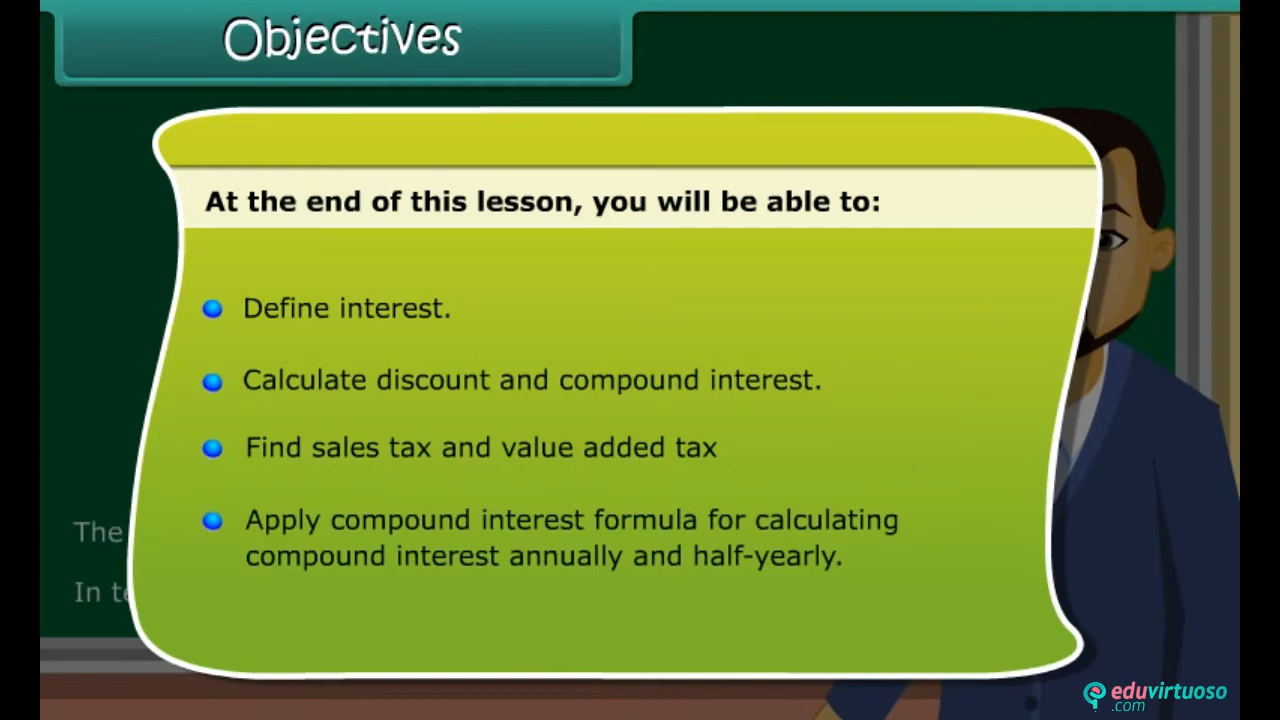 Objectives
At the end of this lesson, you will be able to:
Define interest.
Calculate discount and compound interest.
Find sales tax and value added tax
Apply compound interest formula for calculating
compound interest annually and half-yearly.
The
In
eduvirtuoso
.com